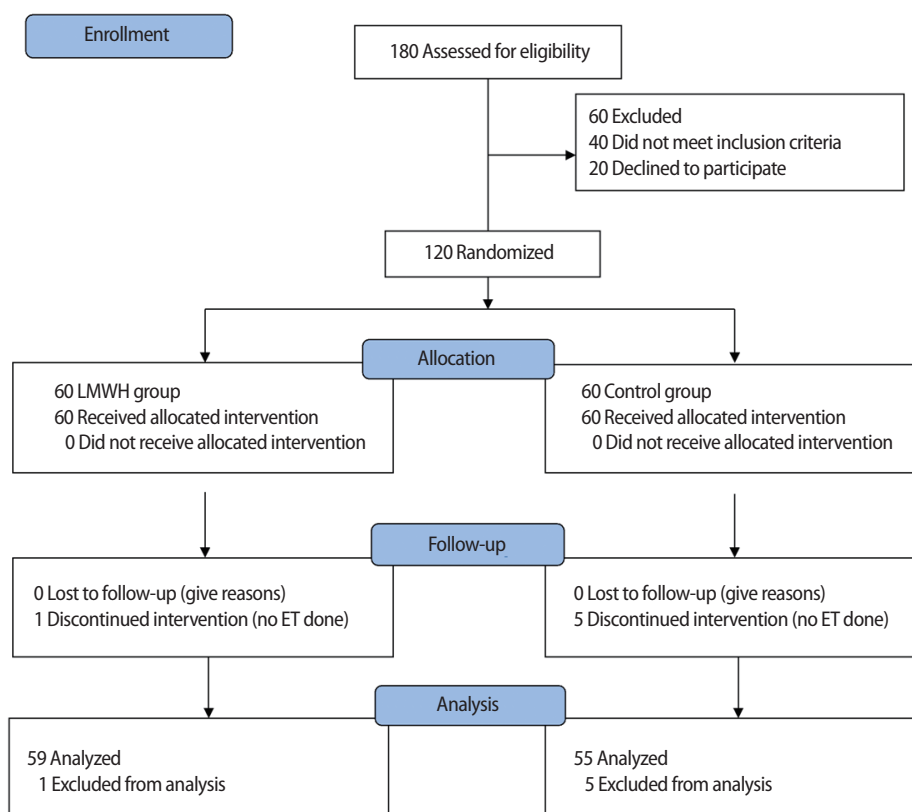 Enrollment
180 Assessed for eligibility
60 Excluded
40 Did not meet inclusion criteria
20 Declined to participate
120 Randomized
Allocation
60 LMWH group
60 Received allocated intervention
0 Did not receive allocated intervention
60 Control group
60 Received allocated intervention
0 Did not receive allocated intervention
Follow-up
0 Lost to follow-up (give reasons)
1 Discontinued intervention (no ET done)
0 Lost to follow-up (give reasons)
5 Discontinued intervention (no ET done)
Analysis
59 Analyzed
1 Excluded from analysis
55 Analyzed
5 Excluded from analysis